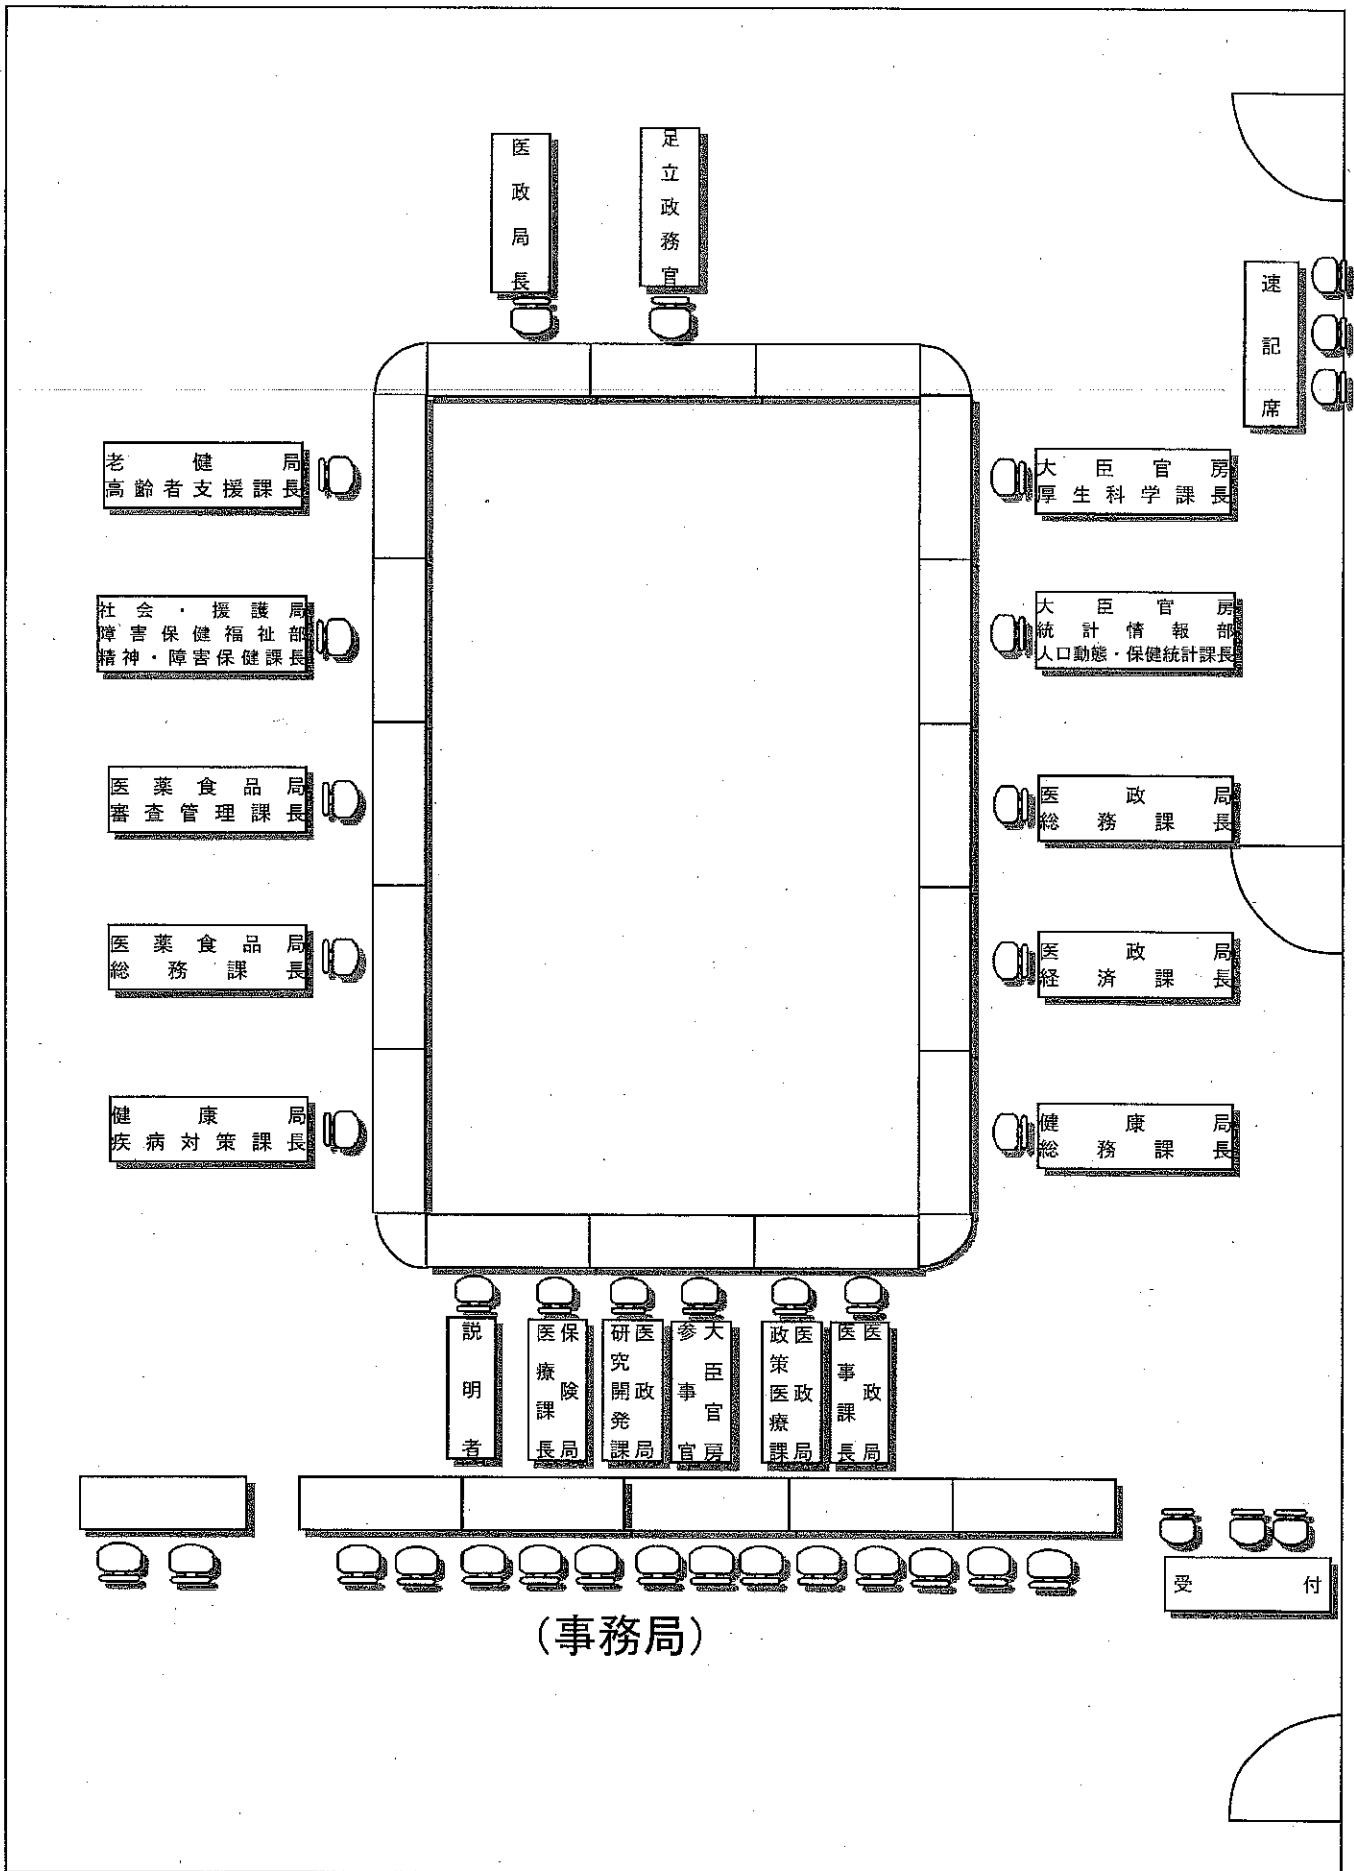 医政局長
足立政務官
速記席
老健局
高齢者支援課長
大臣官房
厚生科学課長
社会・援護局
障害保健福祉部
精神・障害保健課長
大臣官房
統計情報部
人口動態・保健統計課長
医薬食品局
審査管理課長
医政局
総務課長
医薬食品局
総務課長
医政局
経済課長
健康局
疾病対策課長
健康局
総務課長
説明者
保険局
医療課長
医政局
研究開発課
大臣官房
参事官
医政局
政策医療課
医政局
医事課長
受付
（事務局）